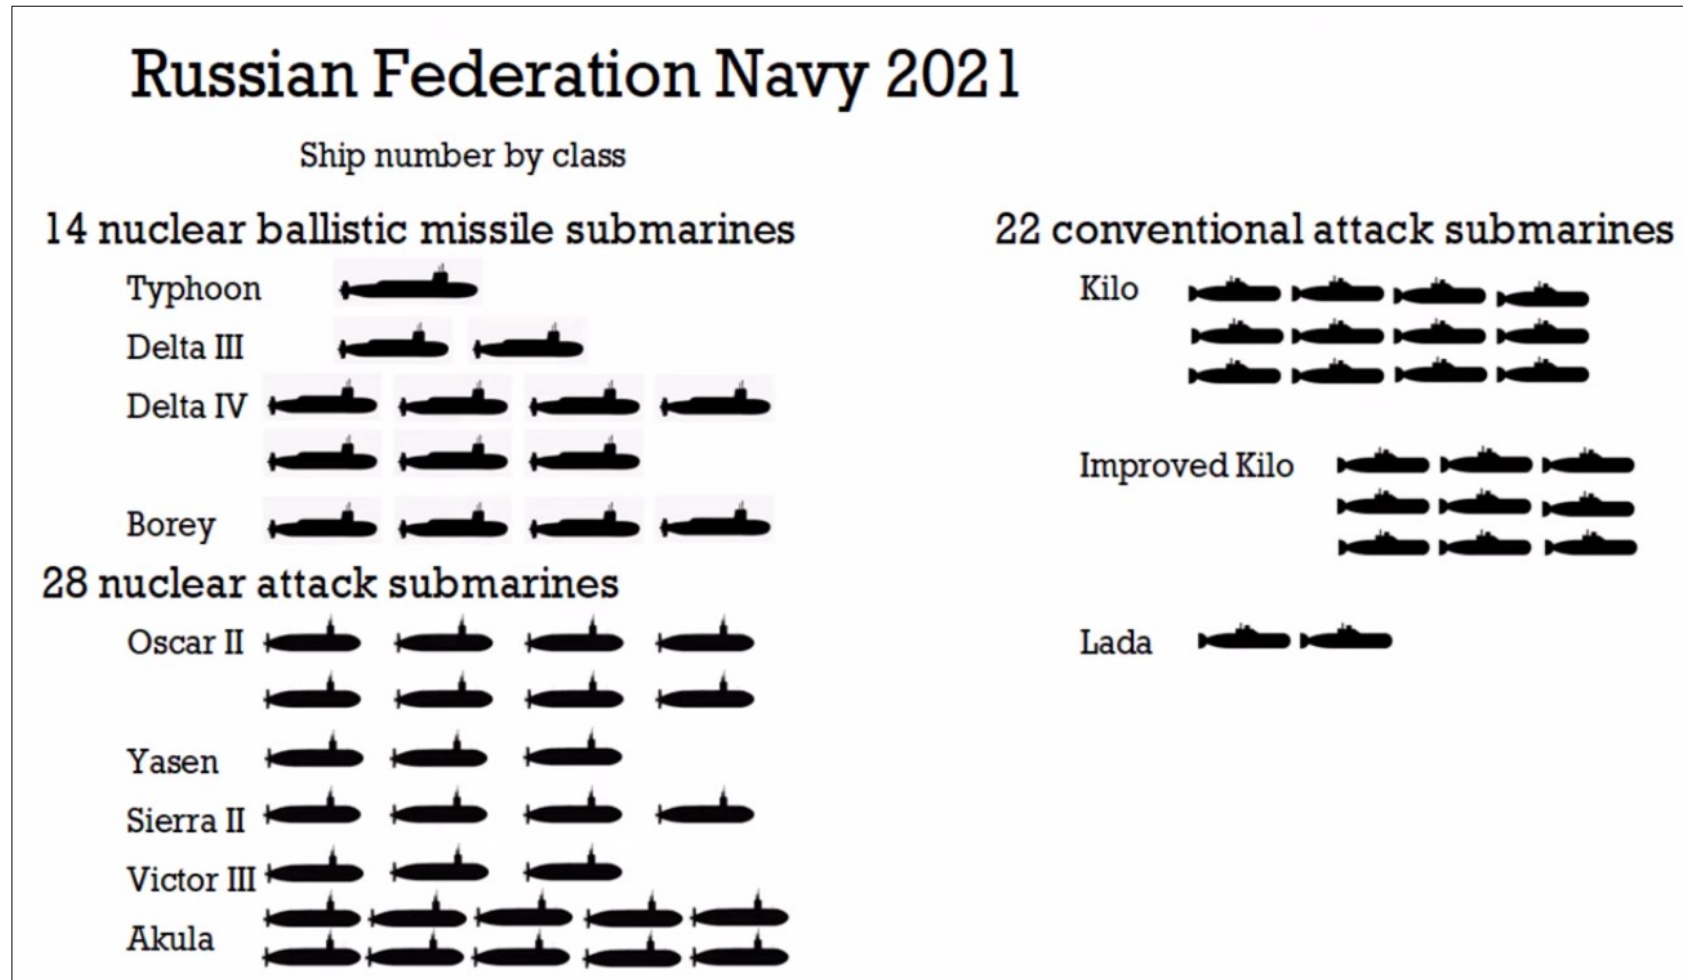 Russian Federation Navy 2021
Ship number by class
14 nuclear ballistic missile submarines
Typhoon
Delta III
Delta IV
Borey
28 nuclear attack submarines
Oscar II
Yasen
Sierra II
Victor III
Akula
22 conventional attack submarines
Kilo
Improved Kilo
Lada